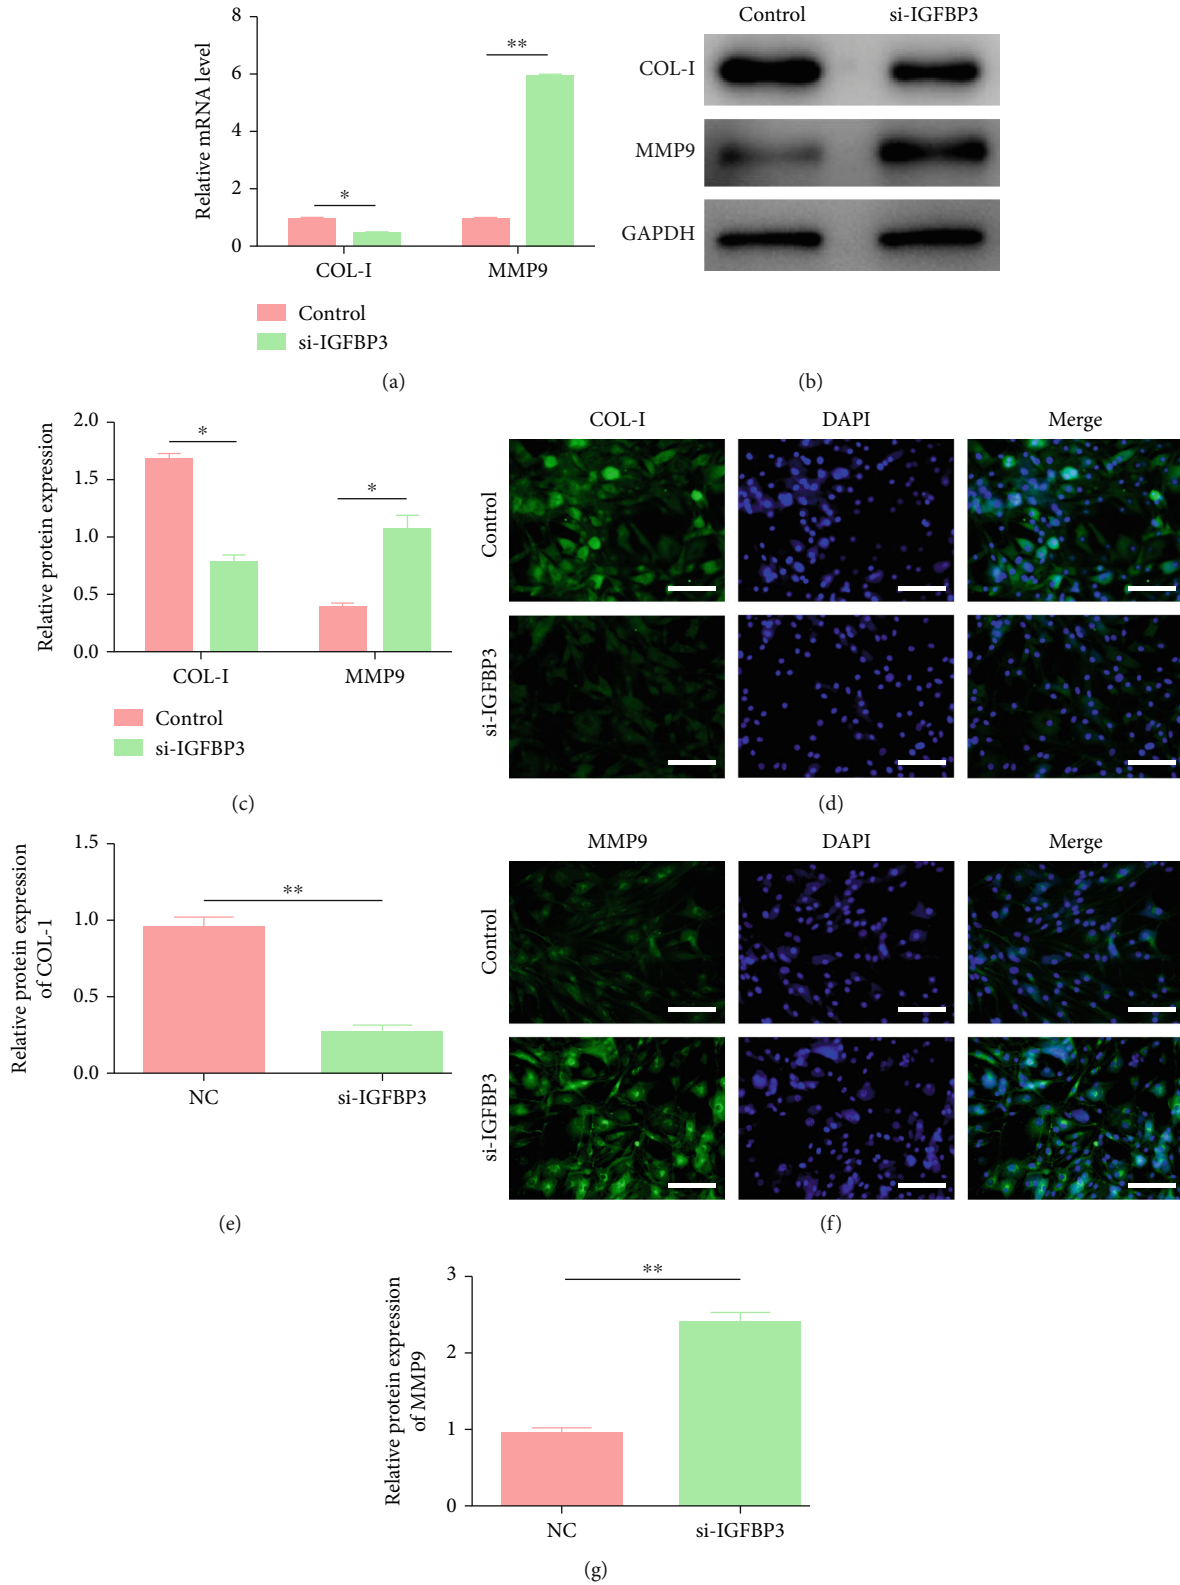 Relative mRNA level
8
6
4
2
0
**
*
COL-I MMP9
Control
si-IGFBP3
(a)
Control si-IGFBP3
COL-I
MMP9
GAPDH
(b)
Relative protein expression
2.0
1.5
1.0
0.5
0.0
*
*
COL-I MMP9
Control
si-IGFBP3
(c)
COL-I DAPI Merge
Control
si-IGFBP3
(d)
Relative protein expression
of COL-1
1.5
1.0
0.5
0.0
**
NC si-IGFBP3
(e)
MMP9 DAPI Merge
Control
si-IGFBP3
(f)
Relative protein expression
of MMP9
3
2
1
0
**
NC si-IGFBP3
(g)